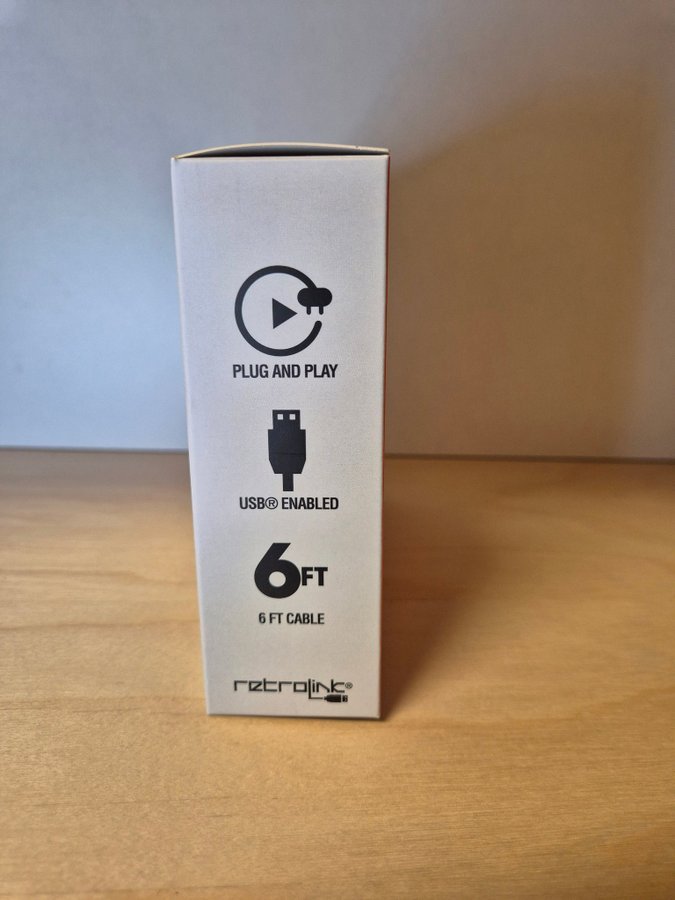 PLUG AND PLAY
USB® ENABLED
6FT
6 FT CABLE
retrolink®